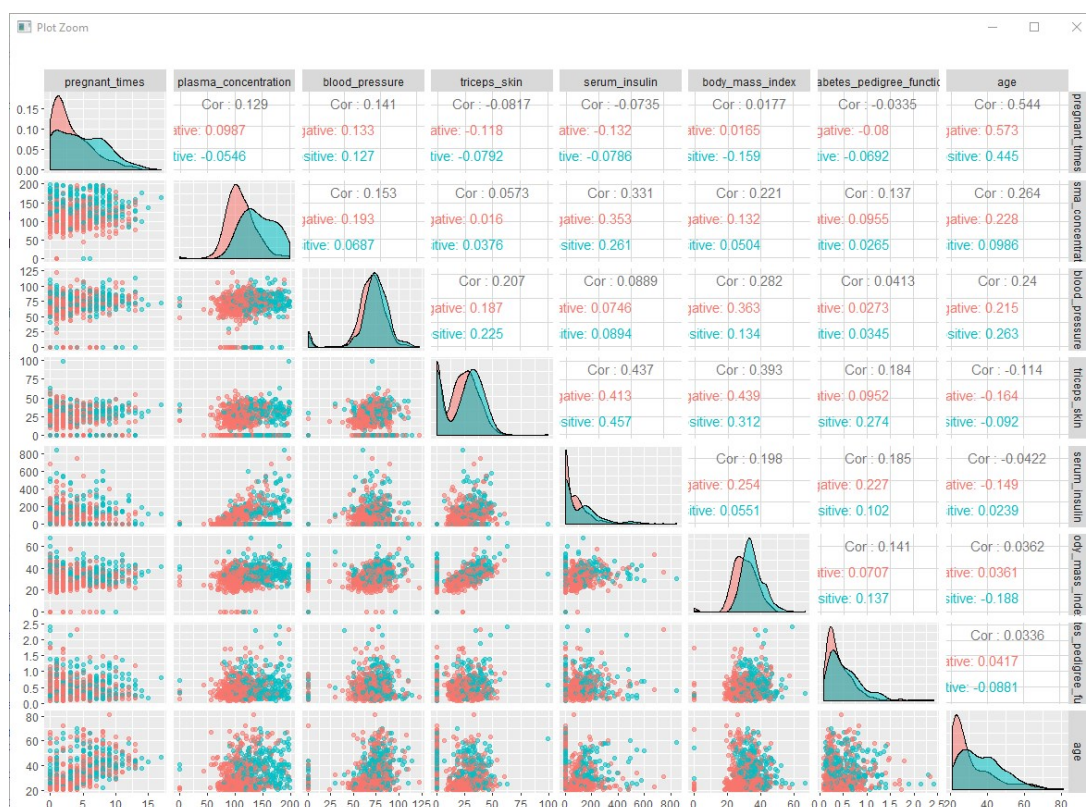 Plot Zoom
pregnant_times plasma_concentration blood_pressure triceps_skin serum_insulin body_mass_index abetes_pedigree_functio age
0.15 Cor : 0.129 Cor : 0.141 Cor : -0.0817 Cor : -0.0735 Cor : 0.0177 Cor : -0.0335 Cor : 0.544
0.10 ative: 0.0987 gative: 0.133 ative: -0.118 gative: -0.132 ative: 0.0165 egative: -0.08 gative: 0.573
0.05 tive: -0.0546 sitive: 0.127 tive: -0.0792 tive: -0.0786 sitive: -0.159 tive: -0.0692 sitive: 0.445
0.00
pregnant_times
200 Cor : 0.153 Cor : 0.0573 Cor : 0.331 Cor : 0.221 Cor : 0.137 Cor : 0.264
150 gative: 0.193 gative: 0.016 gative: 0.353 gative: 0.132 ative: 0.0955 gative: 0.228
100 itive: 0.0687 sitive: 0.0376 sitive: 0.261 sitive: 0.0504 sitive: 0.0265 itive: 0.0986
50
0
sma_concentrat
125 Cor : 0.207 Cor : 0.0889 Cor : 0.282 Cor : 0.0413 Cor : 0.24
100 gative: 0.187 ative: 0.0746 gative: 0.363 ative: 0.0273 gative: 0.215
75 sitive: 0.225 sitive: 0.0894 sitive: 0.134 sitive: 0.0345 sitive: 0.263
50
25
0
blood_pressure
100 Cor : 0.437 Cor : 0.393 Cor : 0.184 Cor : -0.114
75 gative: 0.413 gative: 0.439 ative: 0.0952 ative: -0.164
50 sitive: 0.457 sitive: 0.312 sitive: 0.274 sitive: -0.092
25
0
triceps_skin
800 Cor : 0.198 Cor : 0.185 Cor : -0.0422
600 gative: 0.254 gative: 0.227 ative: -0.149
400 sitive: 0.0551 sitive: 0.102 sitive: 0.0239
200
0
serum_insulin
60 Cor : 0.141 Cor : 0.0362
40 ative: 0.0707 ative: 0.0361
20 sitive: 0.137 sitive: -0.188
0
ody_mass_inde
2.5 Cor : 0.0336
2.0 ative: 0.0417
1.5 tive: -0.0881
1.0
0.5
0.0
tes_pedigree_fu
80
60
40
20
age
0 5 10 15 0 50 100 150 200 0 25 50 75 100 125 0 25 50 75 100 0 200 400 600 800 0 20 40 60 0.0 0.5 1.0 1.5 2.0 2.5 20 40 60 80